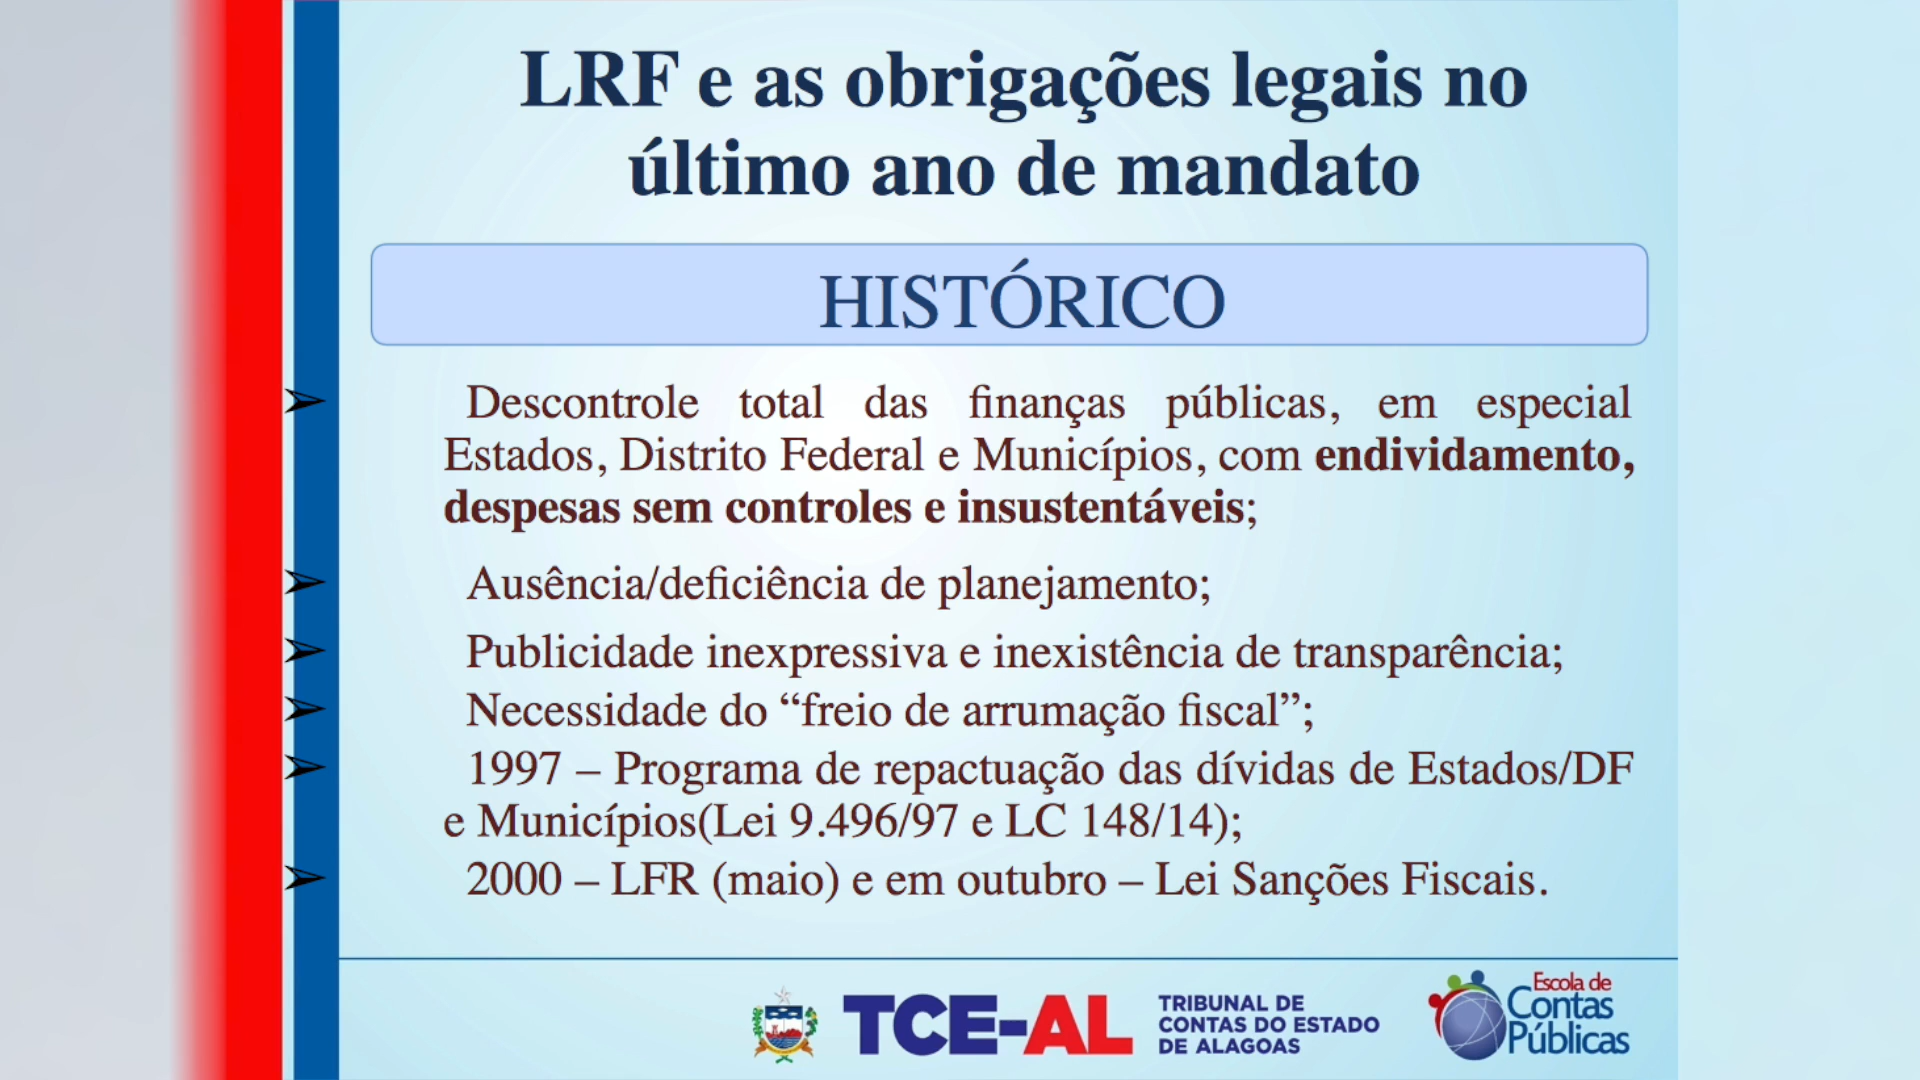 LRF e as obrigações legais no
último ano de mandato
HISTÓRICO
➢ Descontrole total das finanças públicas, em especial
Estados, Distrito Federal e Municípios, com endividamento,
despesas sem controles e insustentáveis;
➢ Ausência/deficiência de planejamento;
➢ Publicidade inexpressiva e inexistência de transparência;
➢ Necessidade do “freio de arrumação fiscal”;
➢ 1997 – Programa de repactuação das dívidas de Estados/DF
e Municípios(Lei 9.496/97 e LC 148/14);
➢ 2000 – LFR (maio) e em outubro – Lei Sanções Fiscais.
TCE-AL
TRIBUNAL DE
CONTAS DO ESTADO
DE ALAGOAS
Escola de
Contas
Públicas